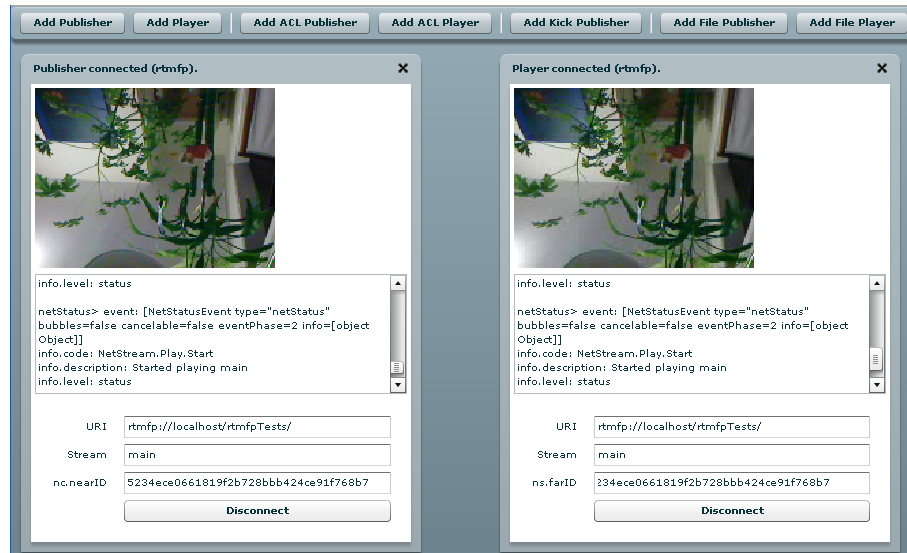 Add Publisher Add Player Add ACL Publisher Add ACL Player Add Kick Publisher Add File Publisher Add File Player
Publisher connected (rtmfp).
info.level: status
netStatus> event: [NetStatusEvent type="netStatus"
bubbles=false cancelable=false eventPhase=2 info=[object
Object]]
info.code: NetStream.Play.Start
info.description: Started playing main
info.level: status
URI rtmfp://localhost/rtmfpTests/
Stream main
nc.nearID 5234ece0661819f2b728bbb424ce91f768b7
Disconnect
Player connected (rtmfp).
info.level: status
netStatus> event: [NetStatusEvent type="netStatus"
bubbles=false cancelable=false eventPhase=2 info=[object
Object]]
info.code: NetStream.Play.Start
info.description: Started playing main
info.level: status
URI rtmfp://localhost/rtmfpTests/
Stream main
ns.farID 234ece0661819f2b728bbb424ce91f768b7
Disconnect